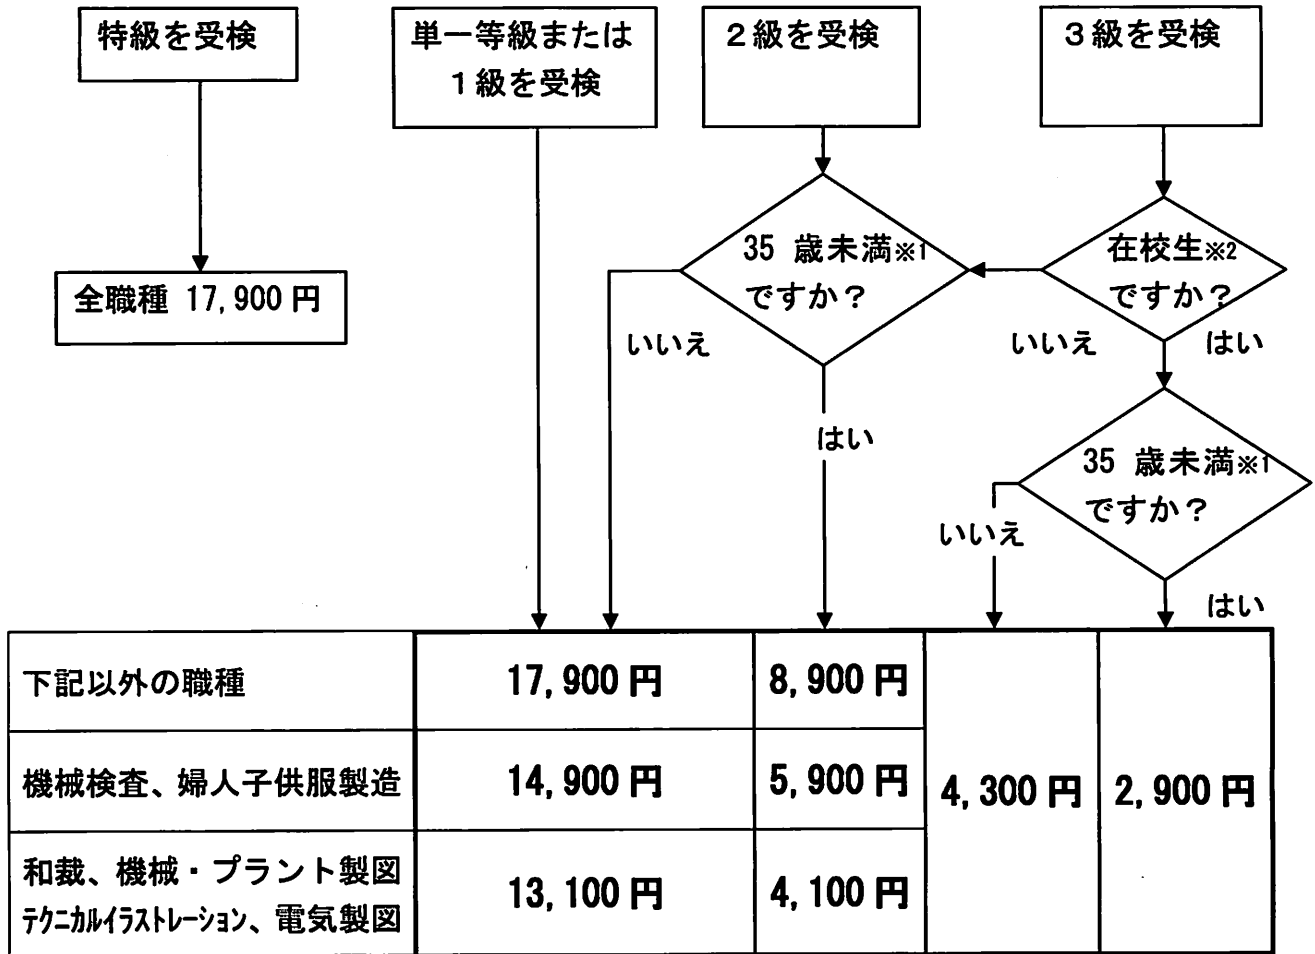 特級を受検
単一等級または
１級を受検
２級を受検
３級を受検
35 歳未満※1
ですか？
在校生※2
ですか？
全職種 17,900 円
いいえ
いいえ
はい
はい
35 歳未満※1
ですか？
いいえ
はい
下記以外の職種
17,900 円
8,900 円
機械検査、婦人子供服製造
14,900 円
5,900 円
4,300 円
2,900 円
和裁、機械・プラント製図
テクニカルイラストレーション、電気製図
13,100 円
4,100 円